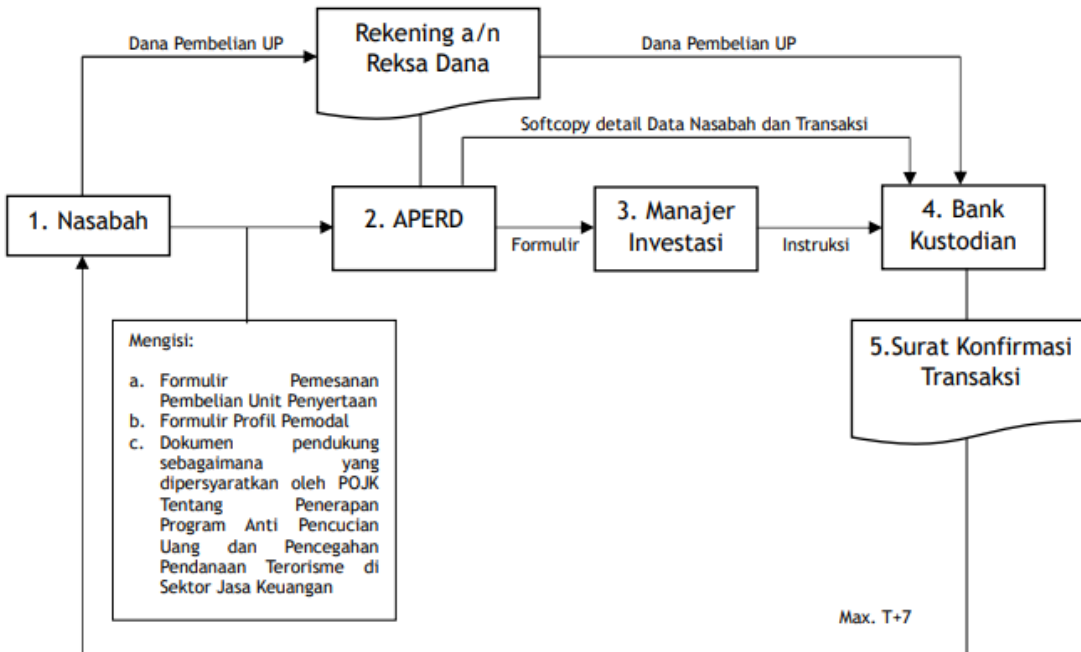 Rekening a/n
Reksa Dana
Dana Pembelian UP
Dana Pembelian UP
Softcopy detail Data Nasabah dan Transaksi
1. Nasabah
2. APERD
Formulir
3. Manajer
Investasi
Instruksi
4. Bank
Kustodian
Mengisi:
a. Formulir Pemesanan
Pembelian Unit Penyertaan
b. Formulir Profil Pemodal
c. Dokumen pendukung
sebagaimana yang
dipersyaratkan oleh POJK
Tentang Penerapan
Program Anti Pencucian
Uang dan Pencegahan
Pendanaan Terorisme di
Sektor Jasa Keuangan
5.Surat Konfirmasi
Transaksi
Max. T+7